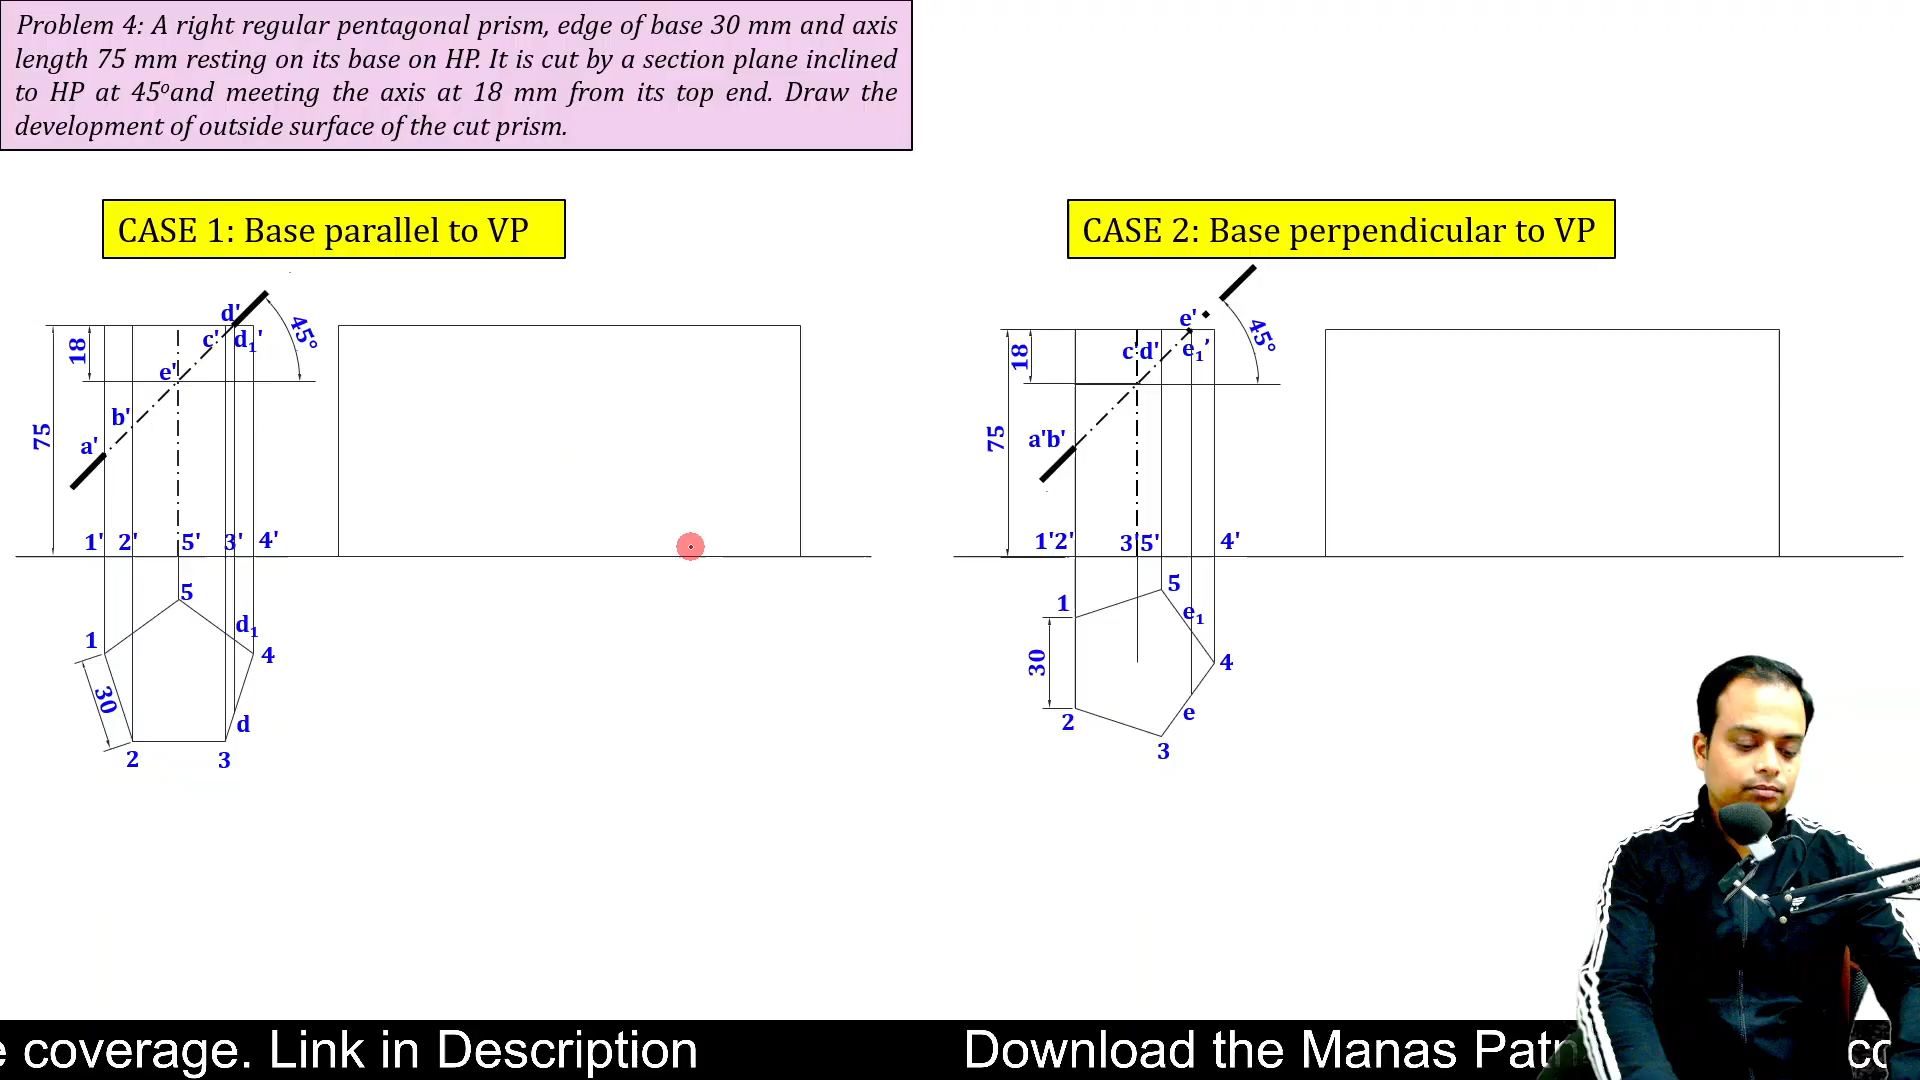 Problem 4: A right regular pentagonal prism, edge of base 30 mm and axis
length 75 mm resting on its base on HP. It is cut by a section plane inclined
to HP at 45ᵒand meeting the axis at 18 mm from its top end. Draw the
development of outside surface of the cut prism.
CASE 1: Base parallel to VP
d'
45°
18
c' d₁'
e'
75
b'
a'
1' 2' 5' 3' 4'
5
d₁
1
4
30
d
2 3
CASE 2: Base perpendicular to VP
e'
45°
18
c'd' e₁’
75
a'b'
1'2' 3'5' 4'
5
1
e₁
30
4
e
2
3
coverage. Link in Description
Download the Manas